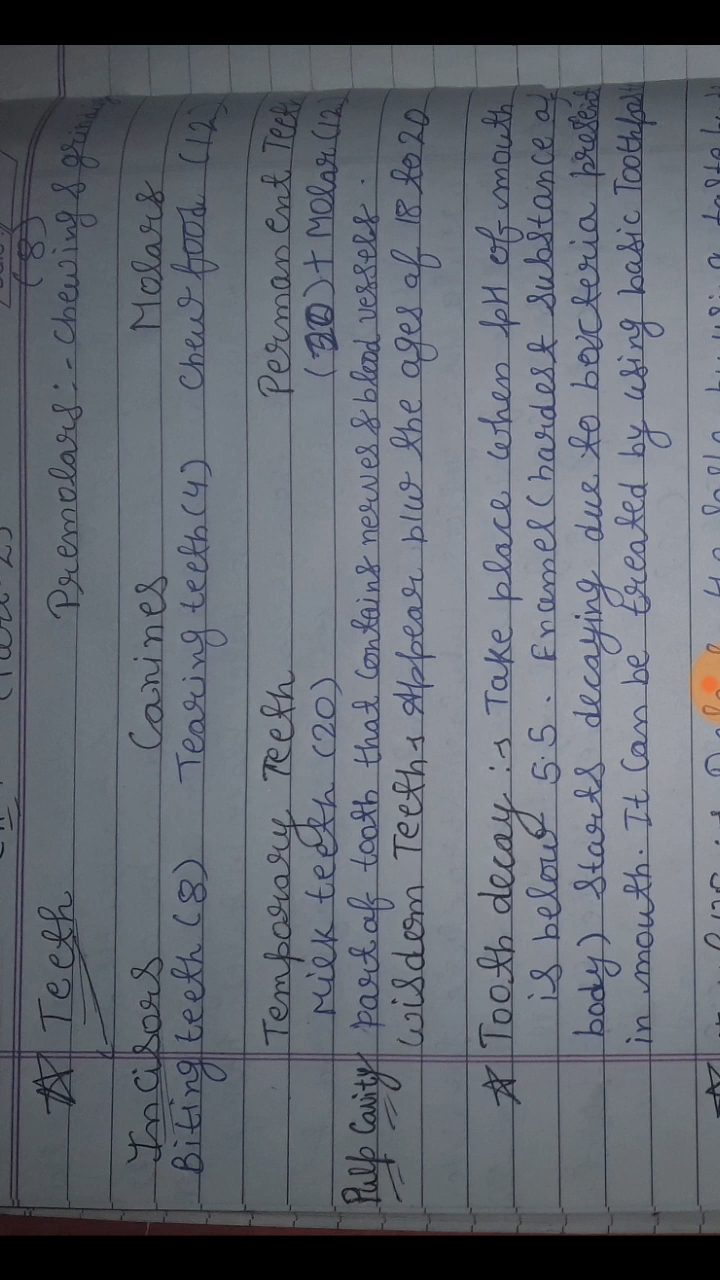 (8)
☆ Teeth Premolars :- chewing & grining
Incisors Canines Molars
Biting teeth (8) Tearing teeth (4) Chew food (12)
Temporary Teeth Permanent Teeth
Milk teeth (20) (20) + Molar (12)
Pulp Cavity part of tooth that contains nerves & blood vessels.
Wisdom Teeth → Appear b/w the ages of 18 to 20
☆ Tooth decay :→ Take place when pH of mouth
is below 5.5. Enamel (hardest substance of
body) starts decaying due to bacteria present
in mouth. It can be treated by using basic Toothpa